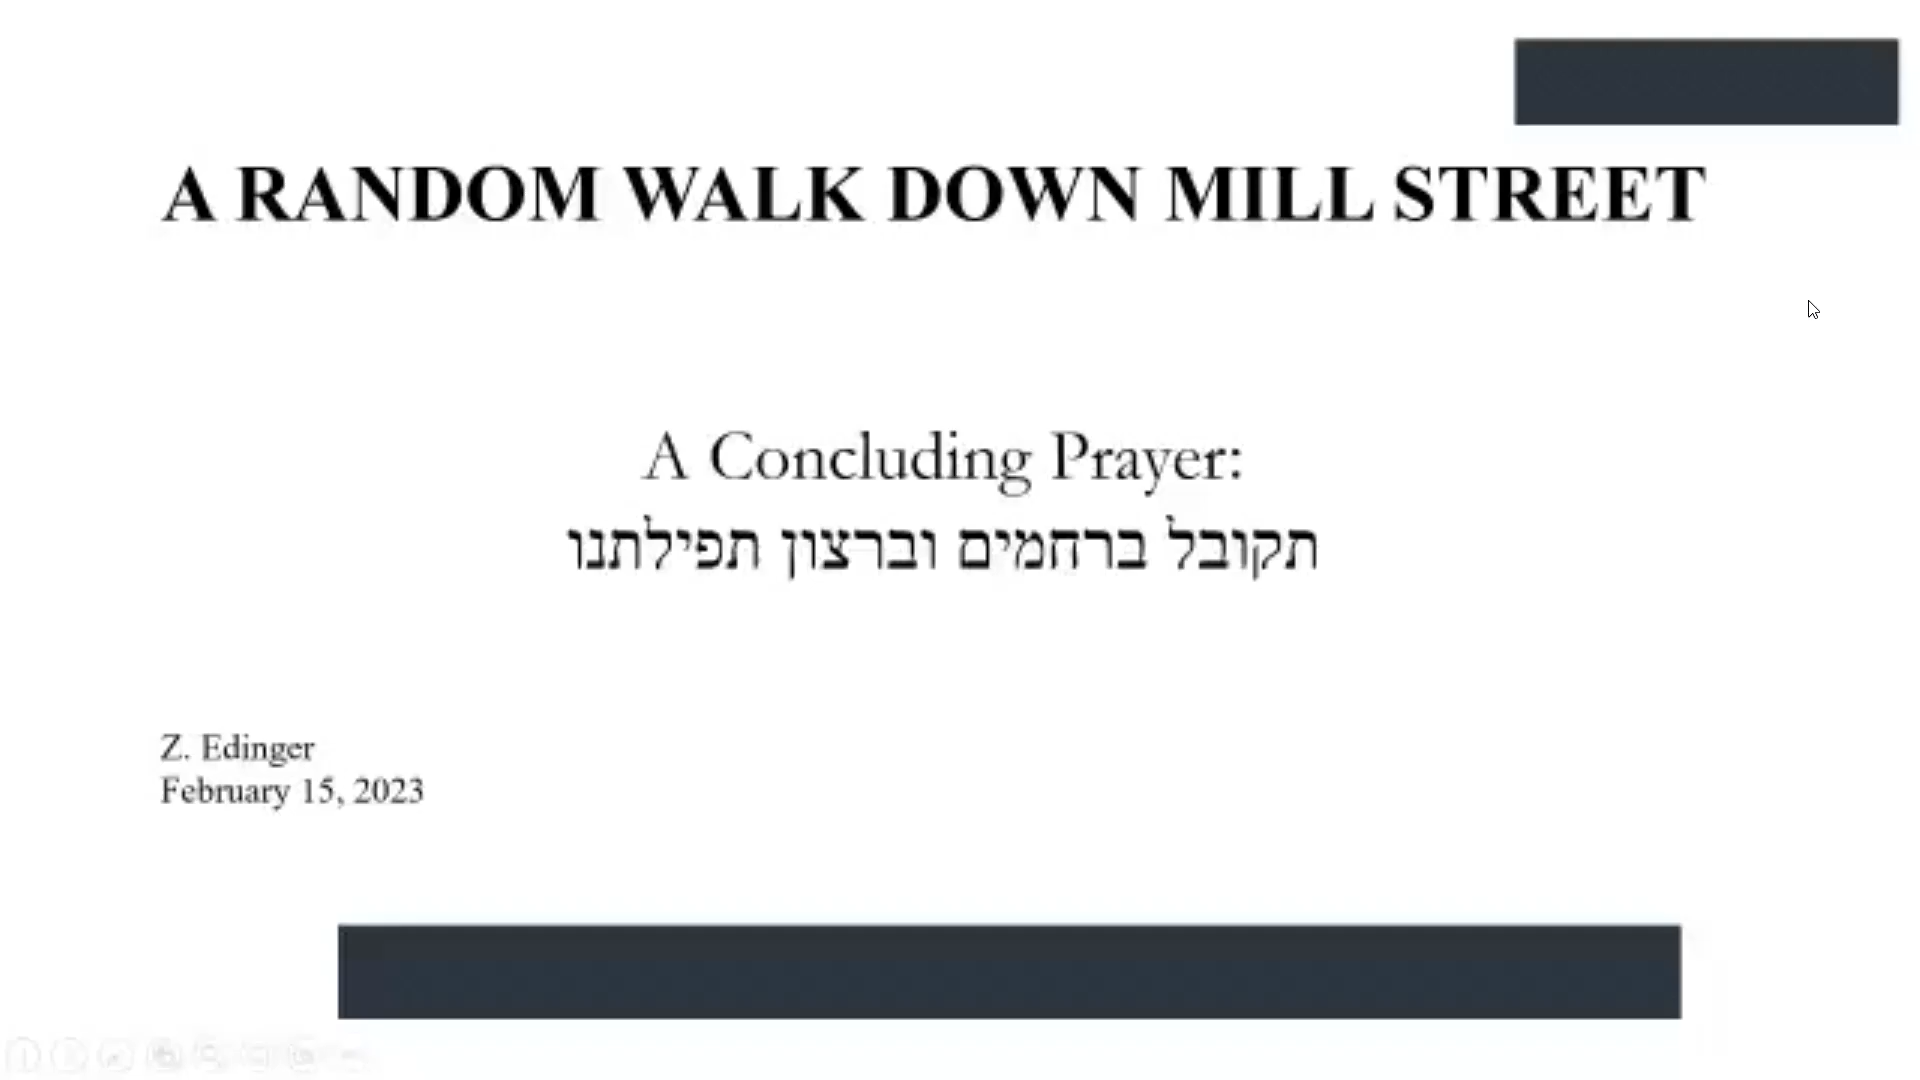 A RANDOM WALK DOWN MILL STREET
A Concluding Prayer:
תקובל ברחמים וברצון תפילתנו
Z. Edinger
February 15, 2023